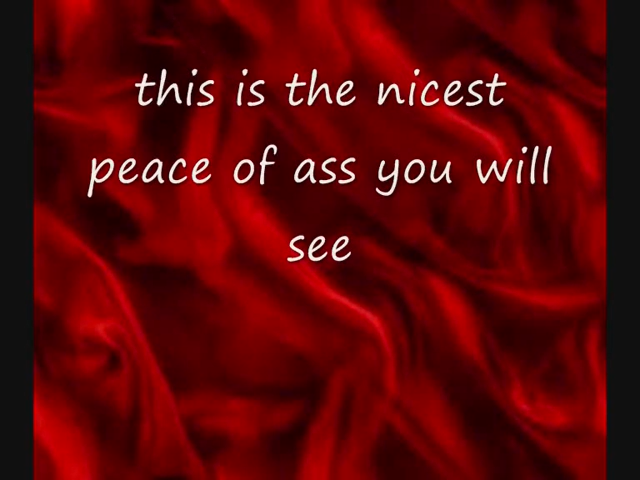 this is the nicest
peace of ass you will
see